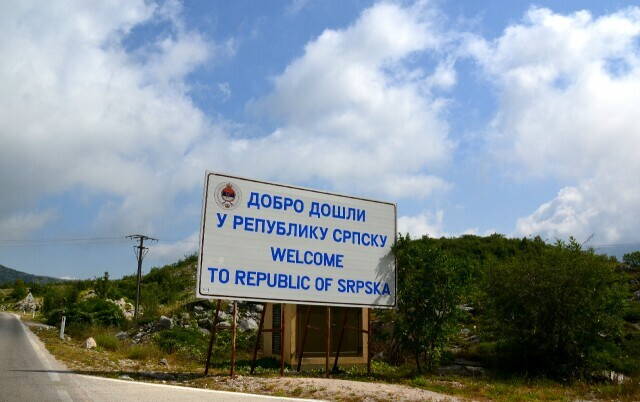 ДОБРО ДОШЛИ
У РЕПУБЛИКУ СРПСКУ
WELCOME
TO REPUBLIC OF SRPSKA